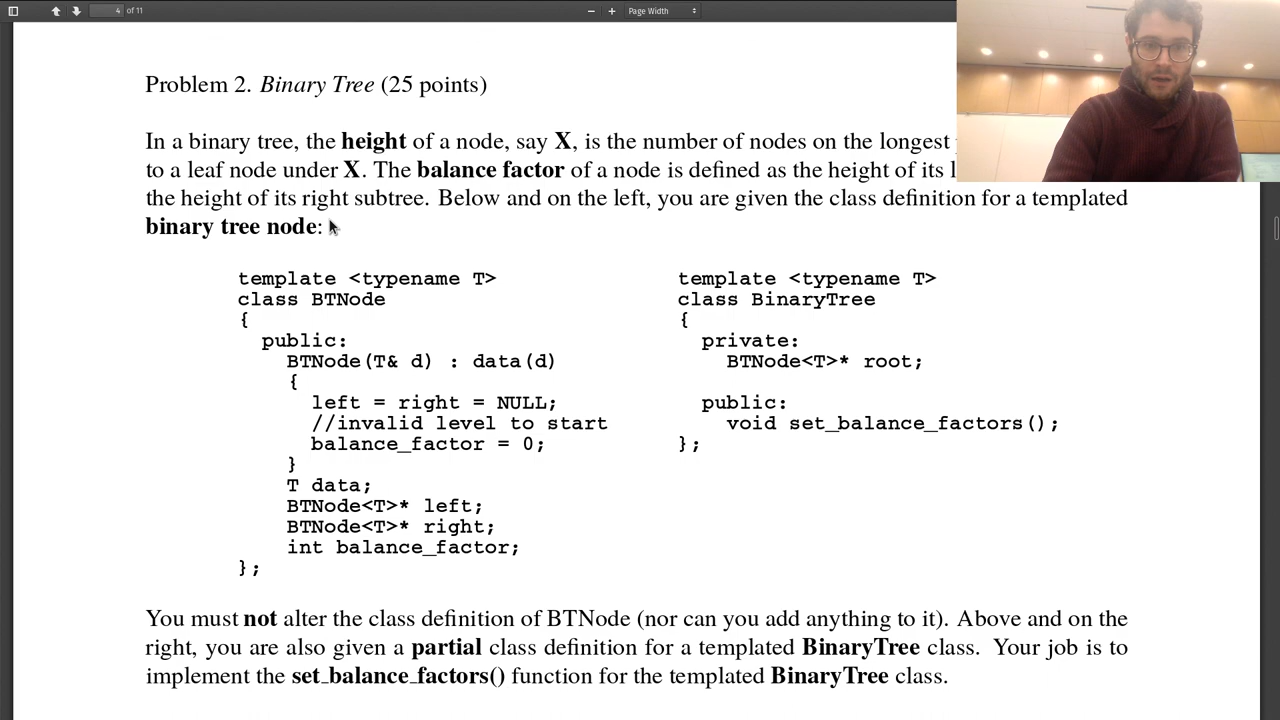 4 of 11
Page Width
Problem 2. Binary Tree (25 points)
In a binary tree, the height of a node, say X, is the number of nodes on the longest
to a leaf node under X. The balance factor of a node is defined as the height of its
the height of its right subtree. Below and on the left, you are given the class definition for a templated
binary tree node:
template <typename T>
class BTNode
{
public:
BTNode(T& d) : data(d)
{
left = right = NULL;
//invalid level to start
balance_factor = 0;
}
T data;
BTNode<T>* left;
BTNode<T>* right;
int balance_factor;
};
template <typename T>
class BinaryTree
{
private:
BTNode<T>* root;
public:
void set_balance_factors();
};
You must not alter the class definition of BTNode (nor can you add anything to it). Above and on the
right, you are also given a partial class definition for a templated BinaryTree class. Your job is to
implement the set_balance_factors() function for the templated BinaryTree class.